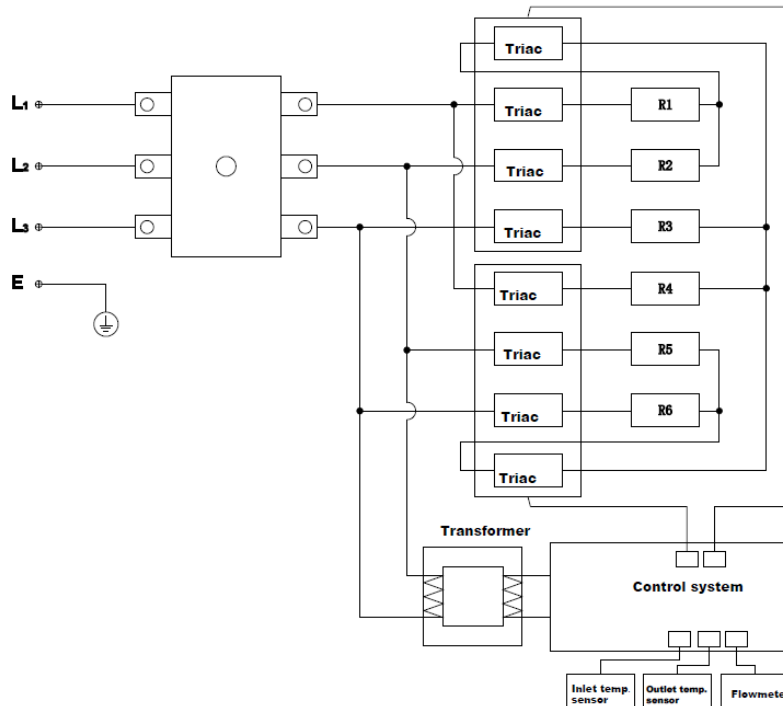 Triac
L1
Triac
R1
L2
Triac
R2
L3
Triac
R3
E
Triac
R4
Triac
R5
Triac
R6
Triac
Transformer
Control system
Inlet temp.
sensor
Outlet temp.
sensor
Flowmete